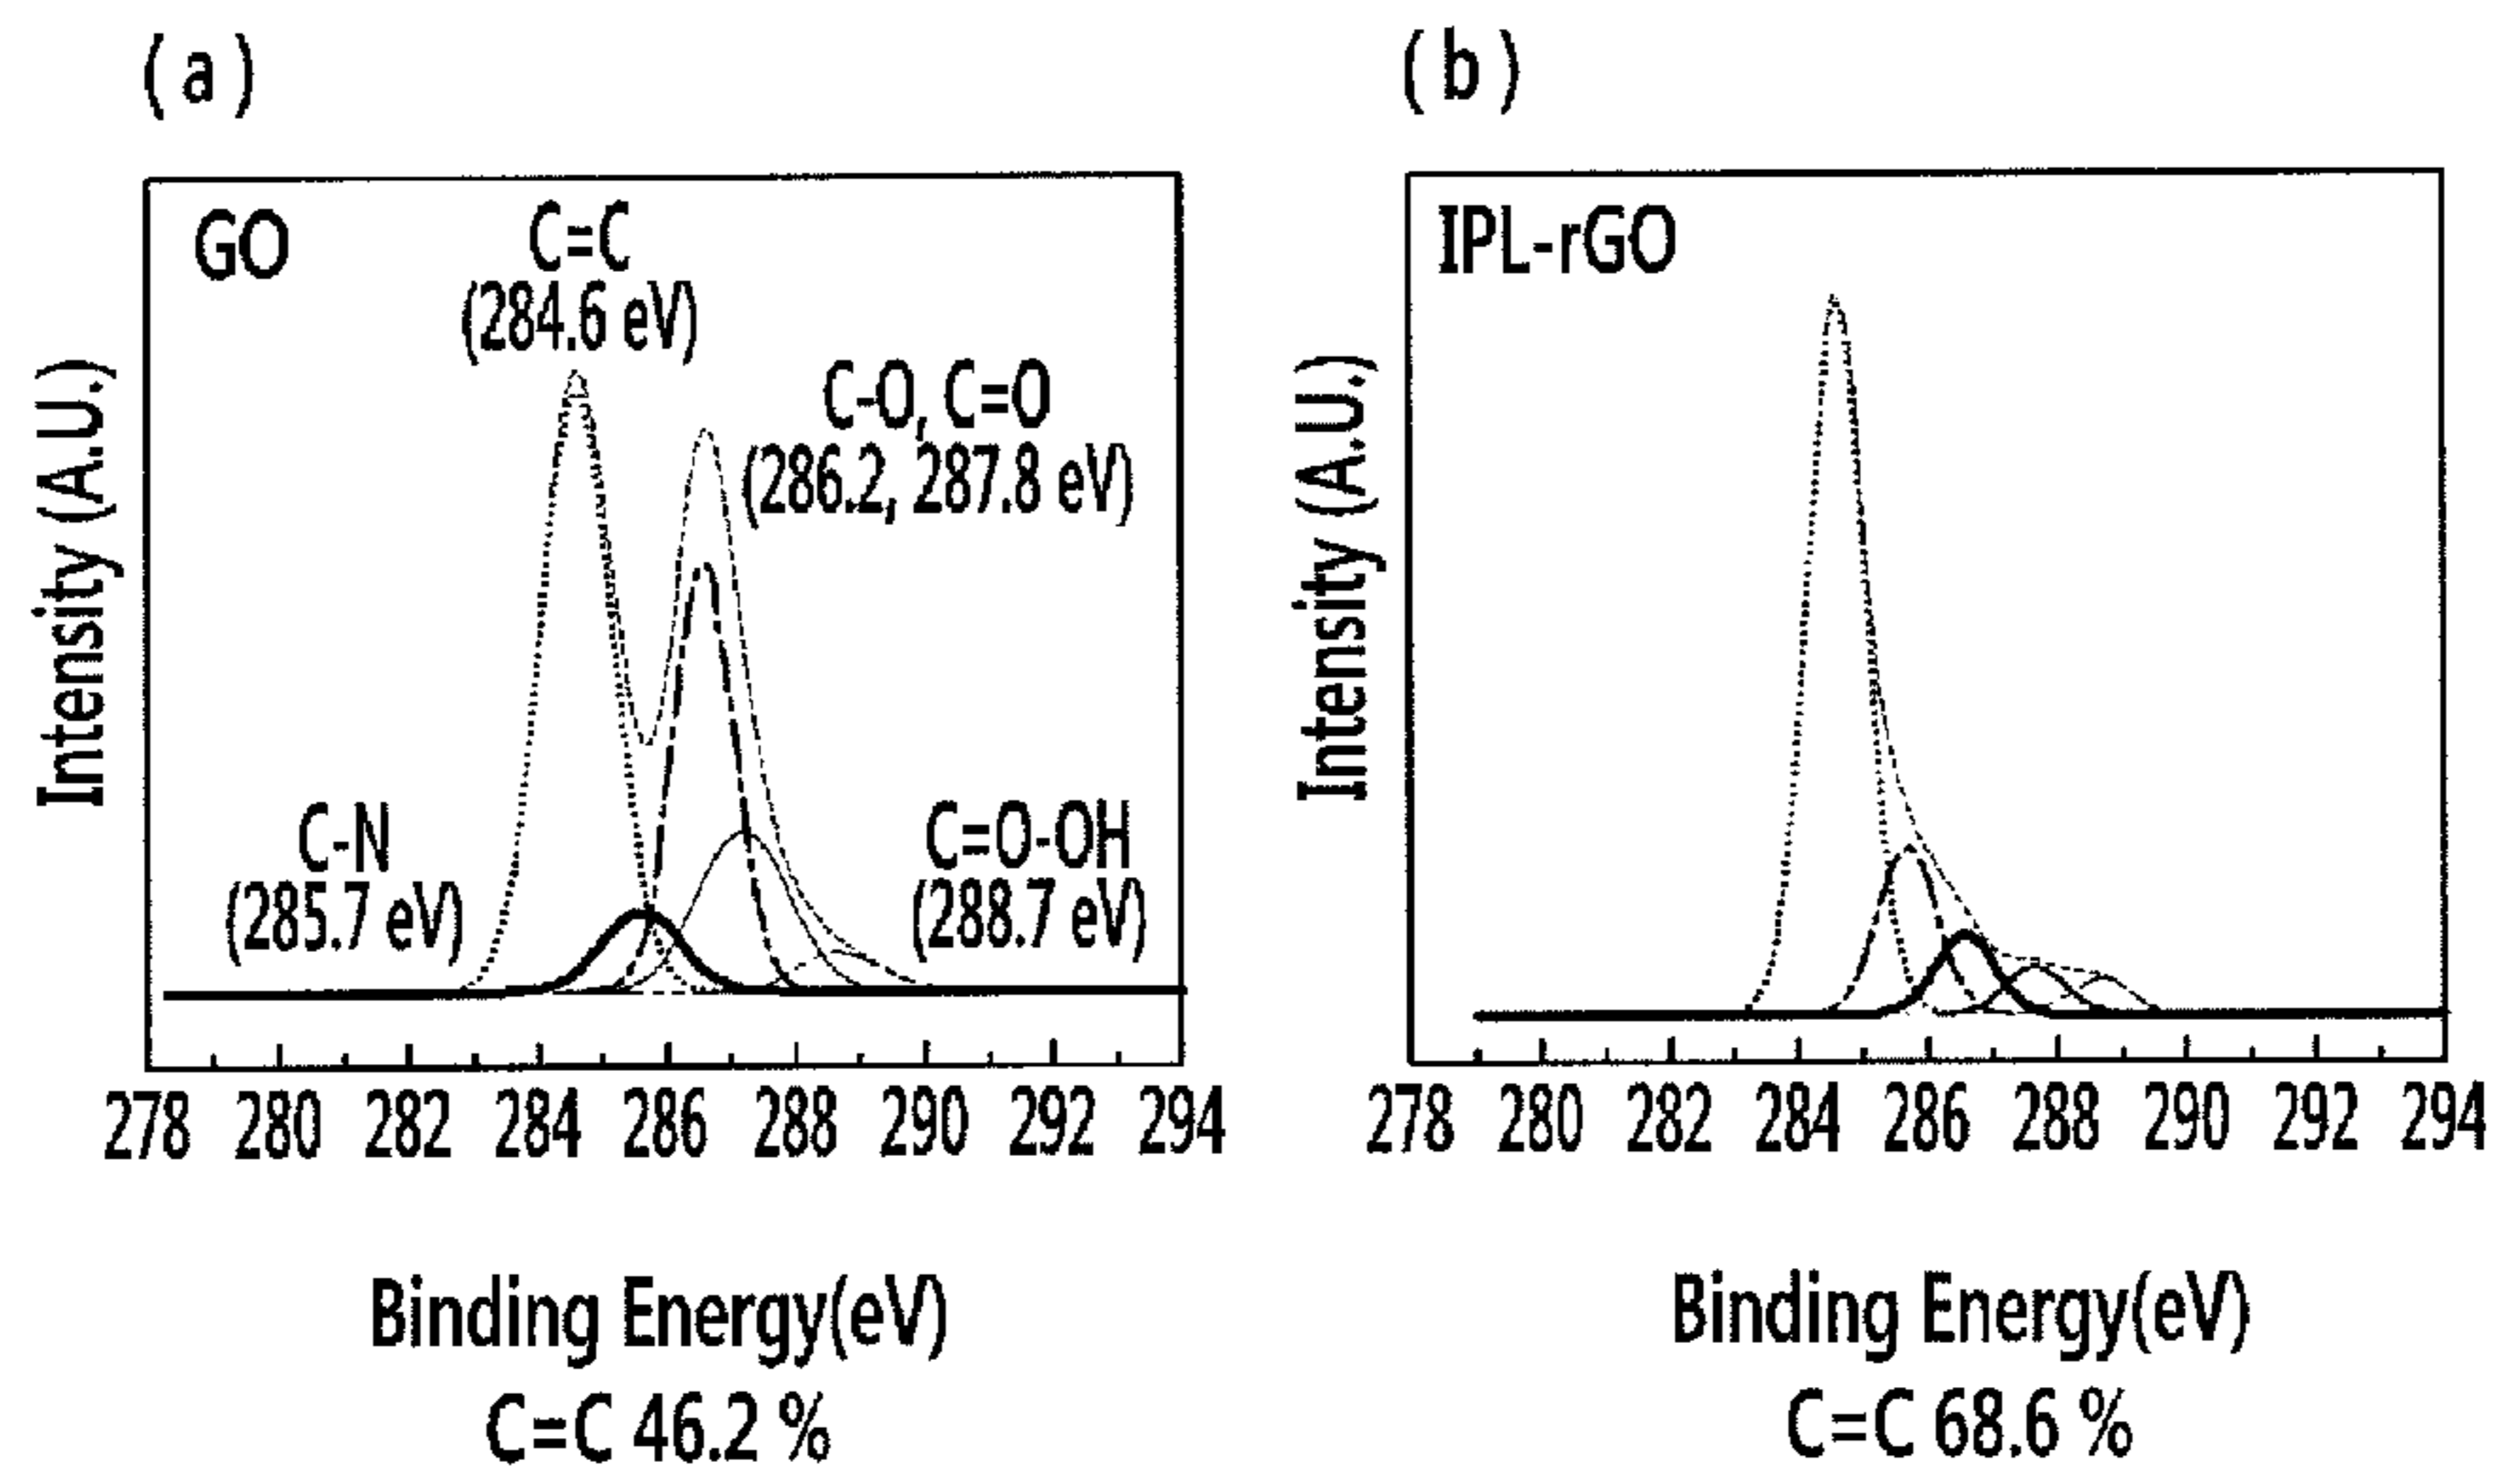 (a)
GO
C=C
(284.6 eV)
C-O, C=O
(286.2, 287.8 eV)
C-N
(285.7 eV)
C=O-OH
(288.7 eV)
Intensity (A.U.)
278 280 282 284 286 288 290 292 294
Binding Energy(eV)
C=C 46.2 %
(b)
IPL-rGO
Intensity (A.U.)
278 280 282 284 286 288 290 292 294
Binding Energy(eV)
C=C 68.6 %